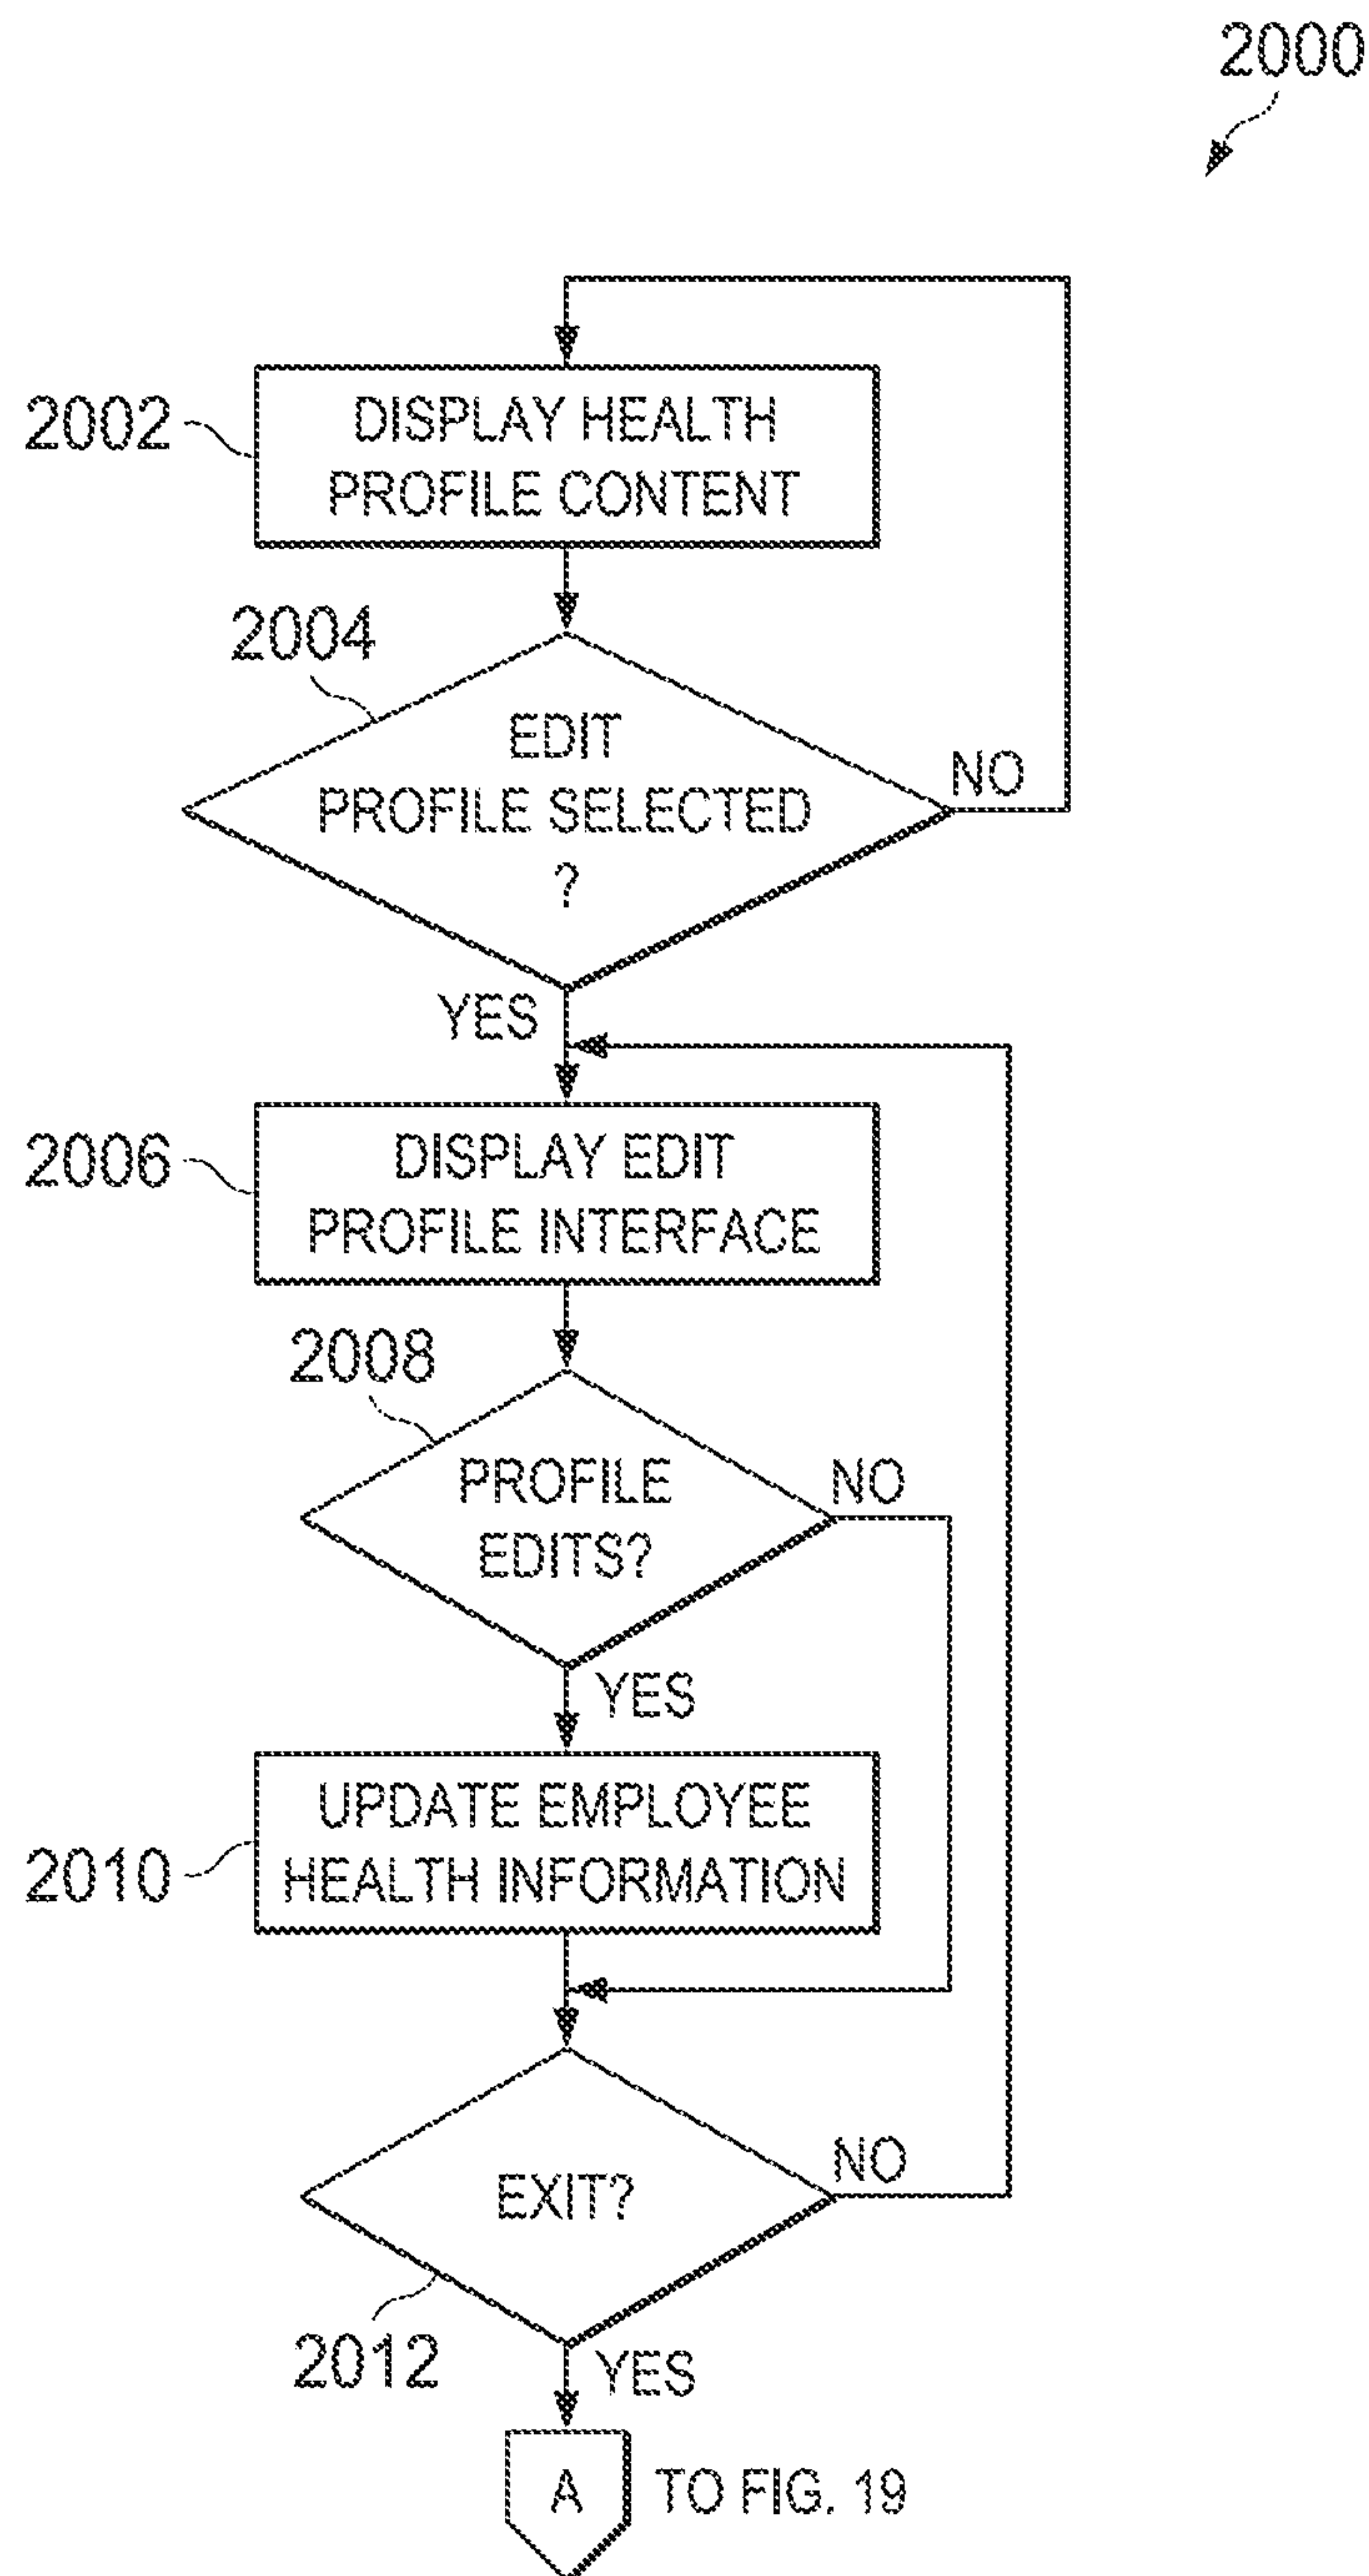 2000
2002
DISPLAY HEALTH
PROFILE CONTENT
2004
EDIT
PROFILE SELECTED
?
NO
YES
2006
DISPLAY EDIT
PROFILE INTERFACE
2008
PROFILE
EDITS?
NO
YES
2010
UPDATE EMPLOYEE
HEALTH INFORMATION
EXIT?
NO
2012
YES
A
TO FIG. 19